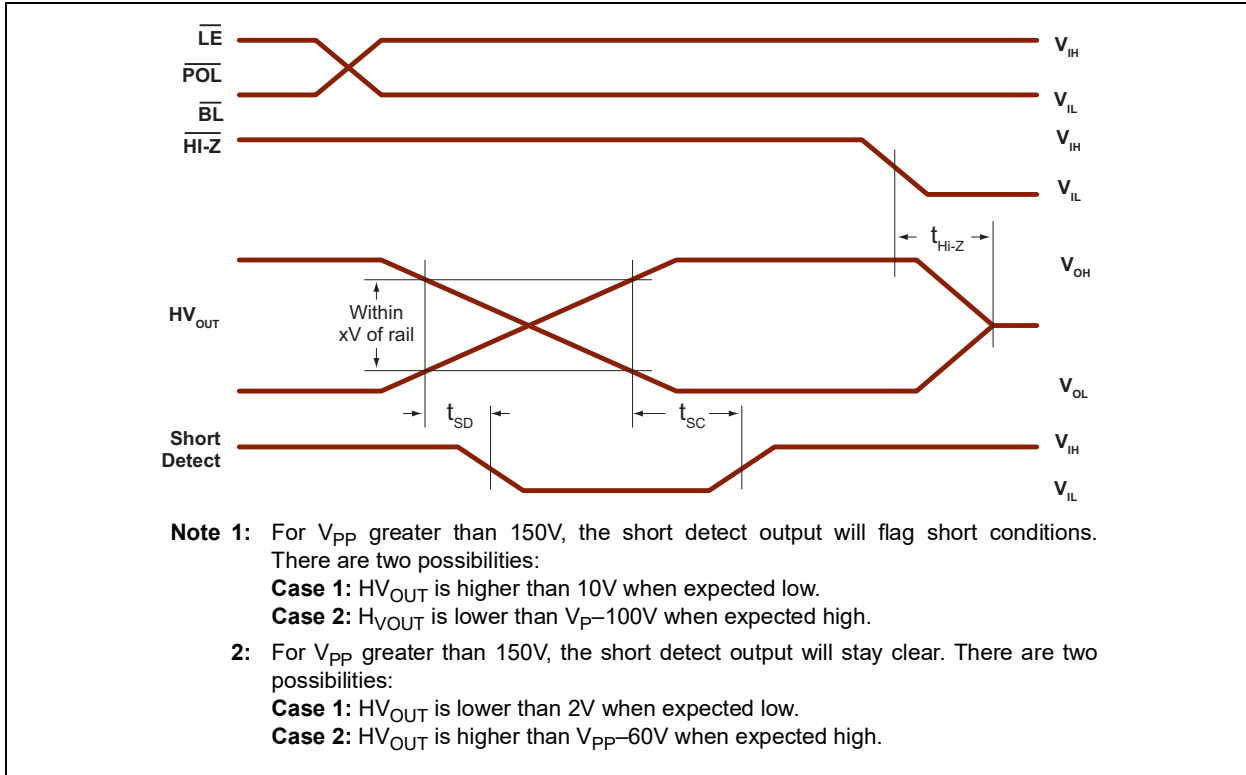 LE
V_IH
POL
V_IL
BL
HI-Z
V_IH
V_IL
t_Hi-Z
V_OH
HV_OUT
Within
xV of rail
V_OL
t_SD
t_SC
Short
Detect
V_IH
V_IL
Note 1: For V_PP greater than 150V, the short detect output will flag short conditions.
There are two possibilities:
Case 1: HV_OUT is higher than 10V when expected low.
Case 2: H_VOUT is lower than V_P–100V when expected high.
2: For V_PP greater than 150V, the short detect output will stay clear. There are two
possibilities:
Case 1: HV_OUT is lower than 2V when expected low.
Case 2: HV_OUT is higher than V_PP–60V when expected high.